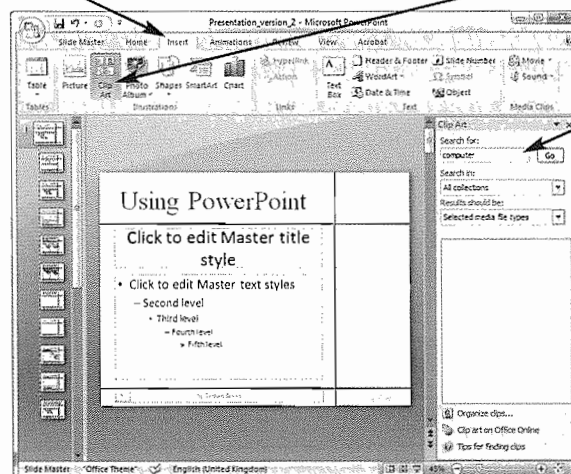 Presentation_version_2 - Microsoft PowerPoint
Slide Master Home Insert Animations Review View Acrobat
Table
Tables
Picture
Clip Art
Photo Album
Shapes
SmartArt
Chart
Illustrations
Hyperlink
Action
Links
Text Box
Header & Footer
WordArt
Date & Time
Slide Number
Symbol
Object
Text
Movie
Sound
Media Clips
1
Using PowerPoint
Click to edit Master title
style
• Click to edit Master text styles
– Second level
• Third level
– Fourth level
» Fifth level
Clip Art
Search for:
computer
Go
Search in:
All collections
Results should be:
Selected media file types
Organize clips...
Clip art on Office Online
Tips for finding clips
Slide Master "Office Theme" English (United Kingdom) 45%